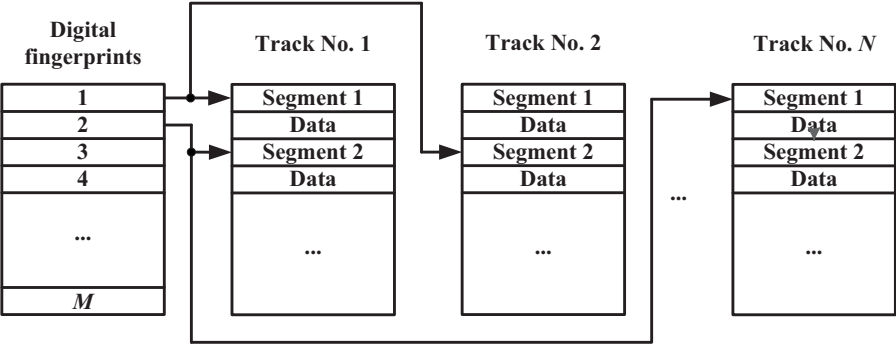 Digital
fingerprints
1
2
3
4
...
M
Track No. 1
Segment 1
Data
Segment 2
Data
...
Track No. 2
Segment 1
Data
Segment 2
Data
...
...
Track No. N
Segment 1
Data
Segment 2
Data
...